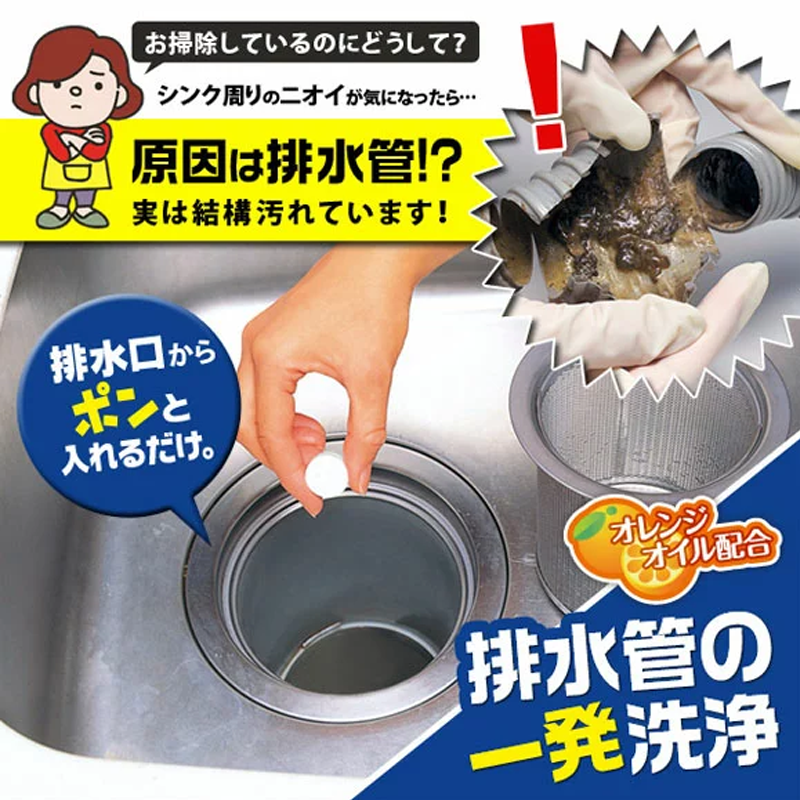 お掃除しているのにどうして?
シンク周りのニオイが気になったら…
原因は排水管!?
実は結構汚れています!
!
排水口から
ポンと
入れるだけ。
オレンジ
オイル配合
排水管の
一発洗浄